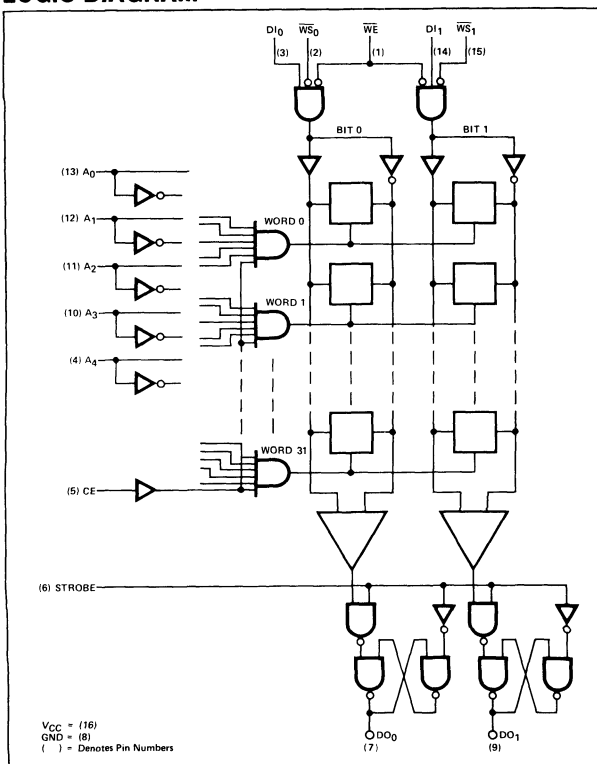 DI0 WS0 WE DI1 WS1
(3) (2) (1) (14) (15)
BIT 0 BIT 1
(13) A0
(12) A1
WORD 0
(11) A2
WORD 1
(10) A3
(4) A4
WORD 31
(5) CE
(6) STROBE
VCC = (16)
GND = (8)
( ) = Denotes Pin Numbers
DO0 DO1
(7) (9)